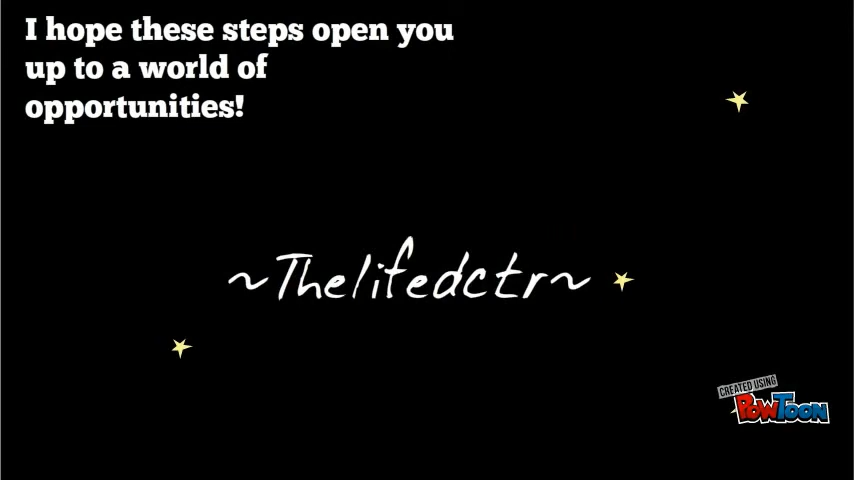 I hope these steps open you
up to a world of
opportunities!
~Thelifedctr~
CREATED USING
POWTOON